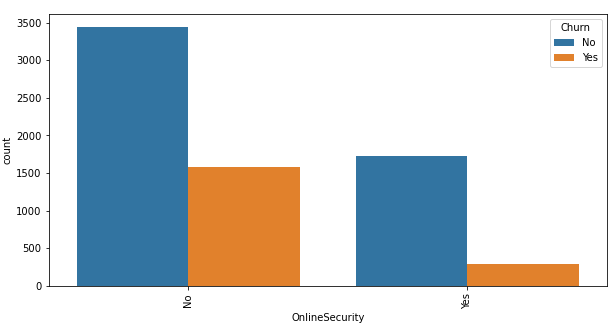 Churn
No
Yes
3500
3000
2500
2000
1500
1000
500
0
count
No
Yes
OnlineSecurity